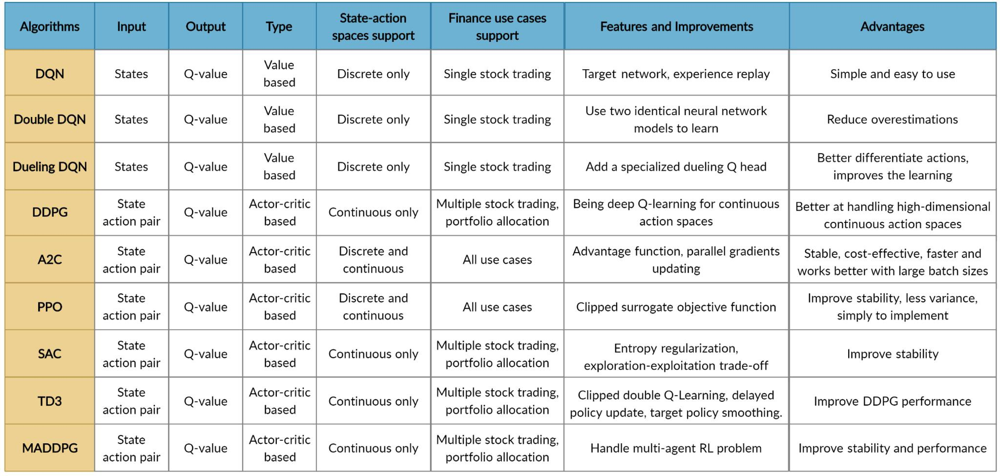 Algorithms
Input
Output
Type
State-action
spaces support
Finance use cases
support
Features and Improvements
Advantages
DQN
States
Q-value
Value
based
Discrete only
Single stock trading
Target network, experience replay
Simple and easy to use
Double DQN
States
Q-value
Value
based
Discrete only
Single stock trading
Use two identical neural network
models to learn
Reduce overestimations
Dueling DQN
States
Q-value
Value
based
Discrete only
Single stock trading
Add a specialized dueling Q head
Better differentiate actions,
improves the learning
DDPG
State
action pair
Q-value
Actor-critic
based
Continuous only
Multiple stock trading,
portfolio allocation
Being deep Q-learning for continuous
action spaces
Better at handling high-dimensional
continuous action spaces
A2C
State
action pair
Q-value
Actor-critic
based
Discrete and
continuous
All use cases
Advantage function, parallel gradients
updating
Stable, cost-effective, faster and
works better with large batch sizes
PPO
State
action pair
Q-value
Actor-critic
based
Discrete and
continuous
All use cases
Clipped surrogate objective function
Improve stability, less variance,
simply to implement
SAC
State
action pair
Q-value
Actor-critic
based
Continuous only
Multiple stock trading,
portfolio allocation
Entropy regularization,
exploration-exploitation trade-off
Improve stability
TD3
State
action pair
Q-value
Actor-critic
based
Continuous only
Multiple stock trading,
portfolio allocation
Clipped double Q-Learning, delayed
policy update, target policy smoothing.
Improve DDPG performance
MADDPG
State
action pair
Q-value
Actor-critic
based
Continuous only
Multiple stock trading,
portfolio allocation
Handle multi-agent RL problem
Improve stability and performance